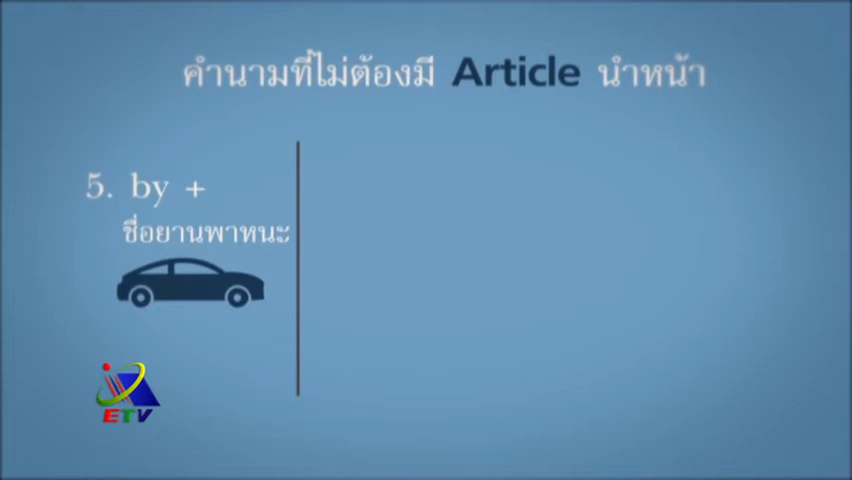 คำนามที่ไม่ต้องมี Article นำหน้า
5. by +
ชื่อยานพาหนะ
ETV